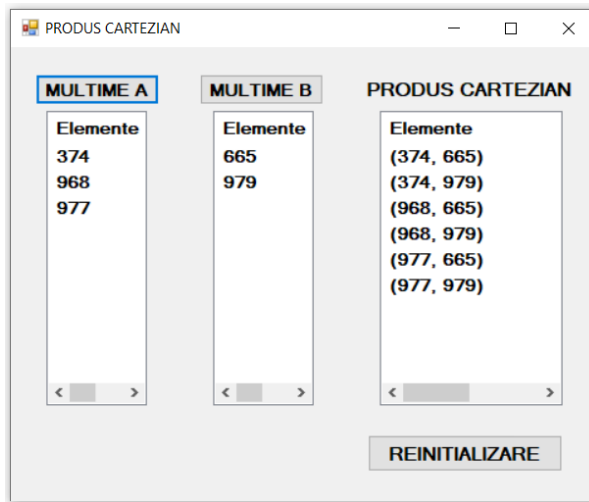 PRODUS CARTEZIAN
MULTIME A
MULTIME B
PRODUS CARTEZIAN
Elemente
374
968
977
Elemente
665
979
Elemente
(374, 665)
(374, 979)
(968, 665)
(968, 979)
(977, 665)
(977, 979)
REINITIALIZARE